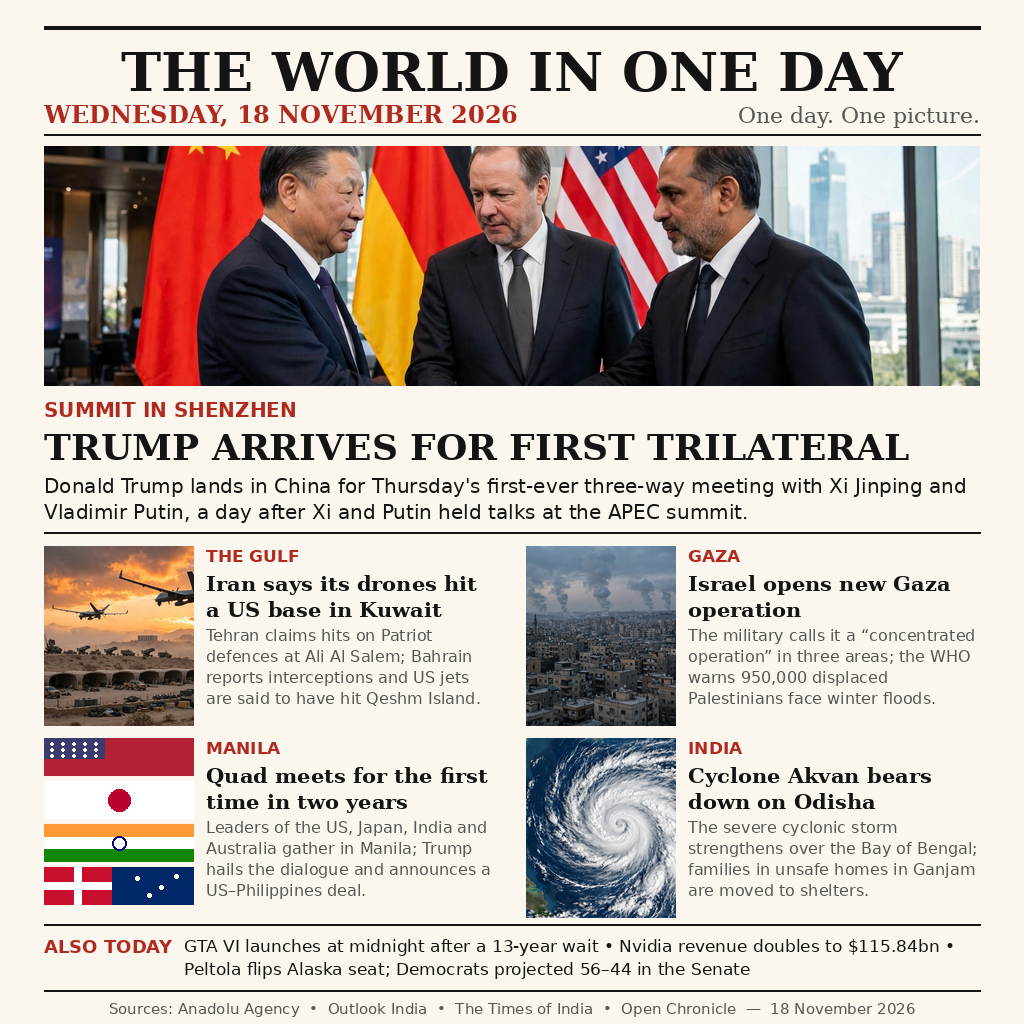 THE WORLD IN ONE DAY
WEDNESDAY, 18 NOVEMBER 2026
One day. One picture.
SUMMIT IN SHENZHEN
TRUMP ARRIVES FOR FIRST TRILATERAL
Donald Trump lands in China for Thursday's first-ever three-way meeting with Xi Jinping and
Vladimir Putin, a day after Xi and Putin held talks at the APEC summit.
THE GULF
Iran says its drones hit
a US base in Kuwait
Tehran claims hits on Patriot
defences at Ali Al Salem; Bahrain
reports interceptions and US jets
are said to have hit Qeshm Island.
GAZA
Israel opens new Gaza
operation
The military calls it a “concentrated
operation” in three areas; the WHO
warns 950,000 displaced
Palestinians face winter floods.
MANILA
Quad meets for the first
time in two years
Leaders of the US, Japan, India and
Australia gather in Manila; Trump
hails the dialogue and announces a
US–Philippines deal.
INDIA
Cyclone Akvan bears
down on Odisha
The severe cyclonic storm
strengthens over the Bay of Bengal;
families in unsafe homes in Ganjam
are moved to shelters.
ALSO TODAY
GTA VI launches at midnight after a 13-year wait • Nvidia revenue doubles to $115.84bn •
Peltola flips Alaska seat; Democrats projected 56–44 in the Senate
Sources: Anadolu Agency • Outlook India • The Times of India • Open Chronicle — 18 November 2026